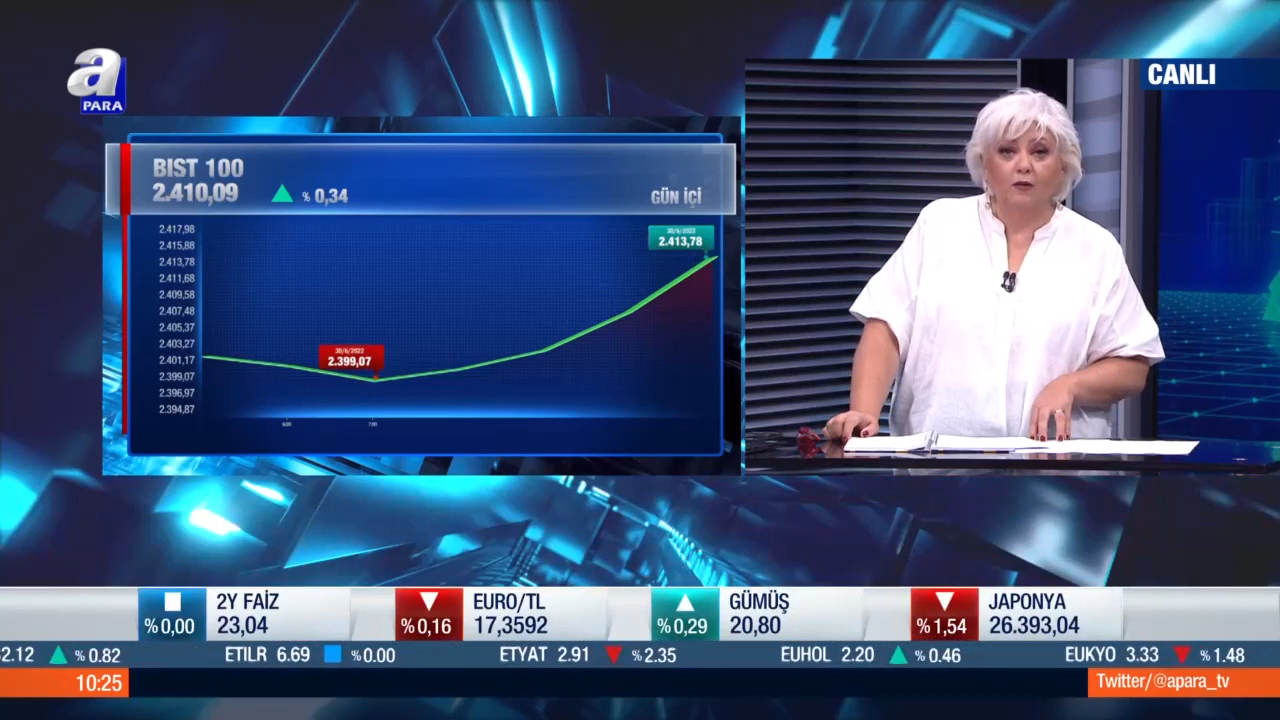 a
PARA
CANLI
BIST 100
2.410,09
% 0,34
GÜN İÇİ
2.417,98
2.415,88
2.413,78
2.411,68
2.409,58
2.407,48
2.405,37
2.403,27
2.401,17
2.399,07
2.396,97
2.394,87
30/6/2022
2.413,78
30/6/2022
2.399,07
7:00
%0,00
2Y FAİZ
23,04
%0,16
EURO/TL
17,3592
%0,29
GÜMÜŞ
20,80
%1,54
JAPONYA
26.393,04
2.12 %0.82 ETILR 6.69 %0.00 ETYAT 2.91 %2.35 EUHOL 2.20 %0.46 EUKYO 3.33 %1.48
10:25
Twitter/@apara_tv